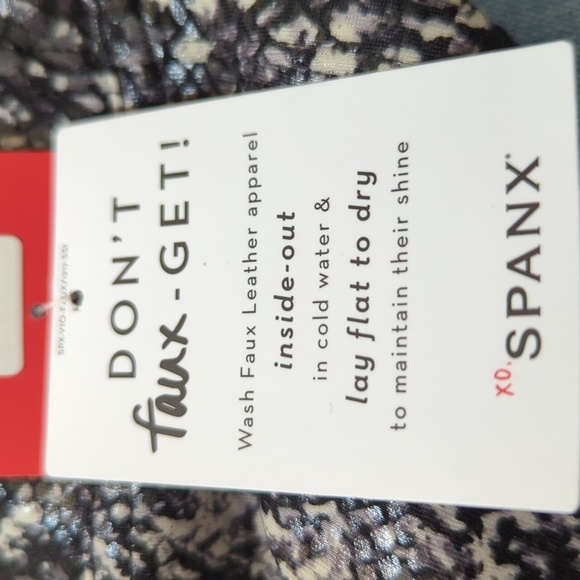 DON'T
faux-GET!
Wash Faux Leather apparel
inside-out
in cold water &
lay flat to dry
to maintain their shine
XO,
SPANX